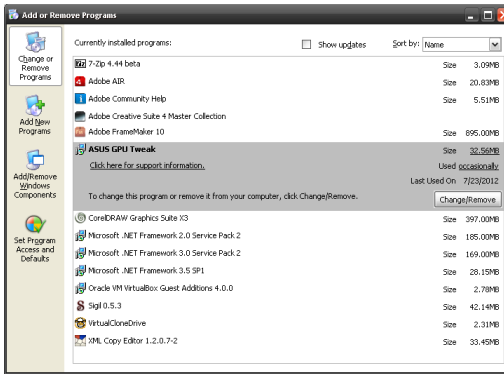 Add or Remove Programs
Change or
Remove
Programs
Add New
Programs
Add/Remove
Windows
Components
Set Program
Access and
Defaults
Currently installed programs:
Show updates
Sort by: Name
7-Zip 4.44 beta Size 3.09MB
Adobe AIR Size 20.83MB
Adobe Community Help Size 5.51MB
Adobe Creative Suite 4 Master Collection
Adobe FrameMaker 10 Size 895.00MB
ASUS GPU Tweak Size 32.56MB
Click here for support information. Used occasionally
Last Used On 7/23/2012
To change this program or remove it from your computer, click Change/Remove. Change/Remove
CorelDRAW Graphics Suite X3 Size 397.00MB
Microsoft .NET Framework 2.0 Service Pack 2 Size 185.00MB
Microsoft .NET Framework 3.0 Service Pack 2 Size 169.00MB
Microsoft .NET Framework 3.5 SP1 Size 28.15MB
Oracle VM VirtualBox Guest Additions 4.0.0 Size 2.78MB
Sigil 0.5.3 Size 42.14MB
VirtualCloneDrive Size 2.31MB
XML Copy Editor 1.2.0.7-2 Size 33.45MB